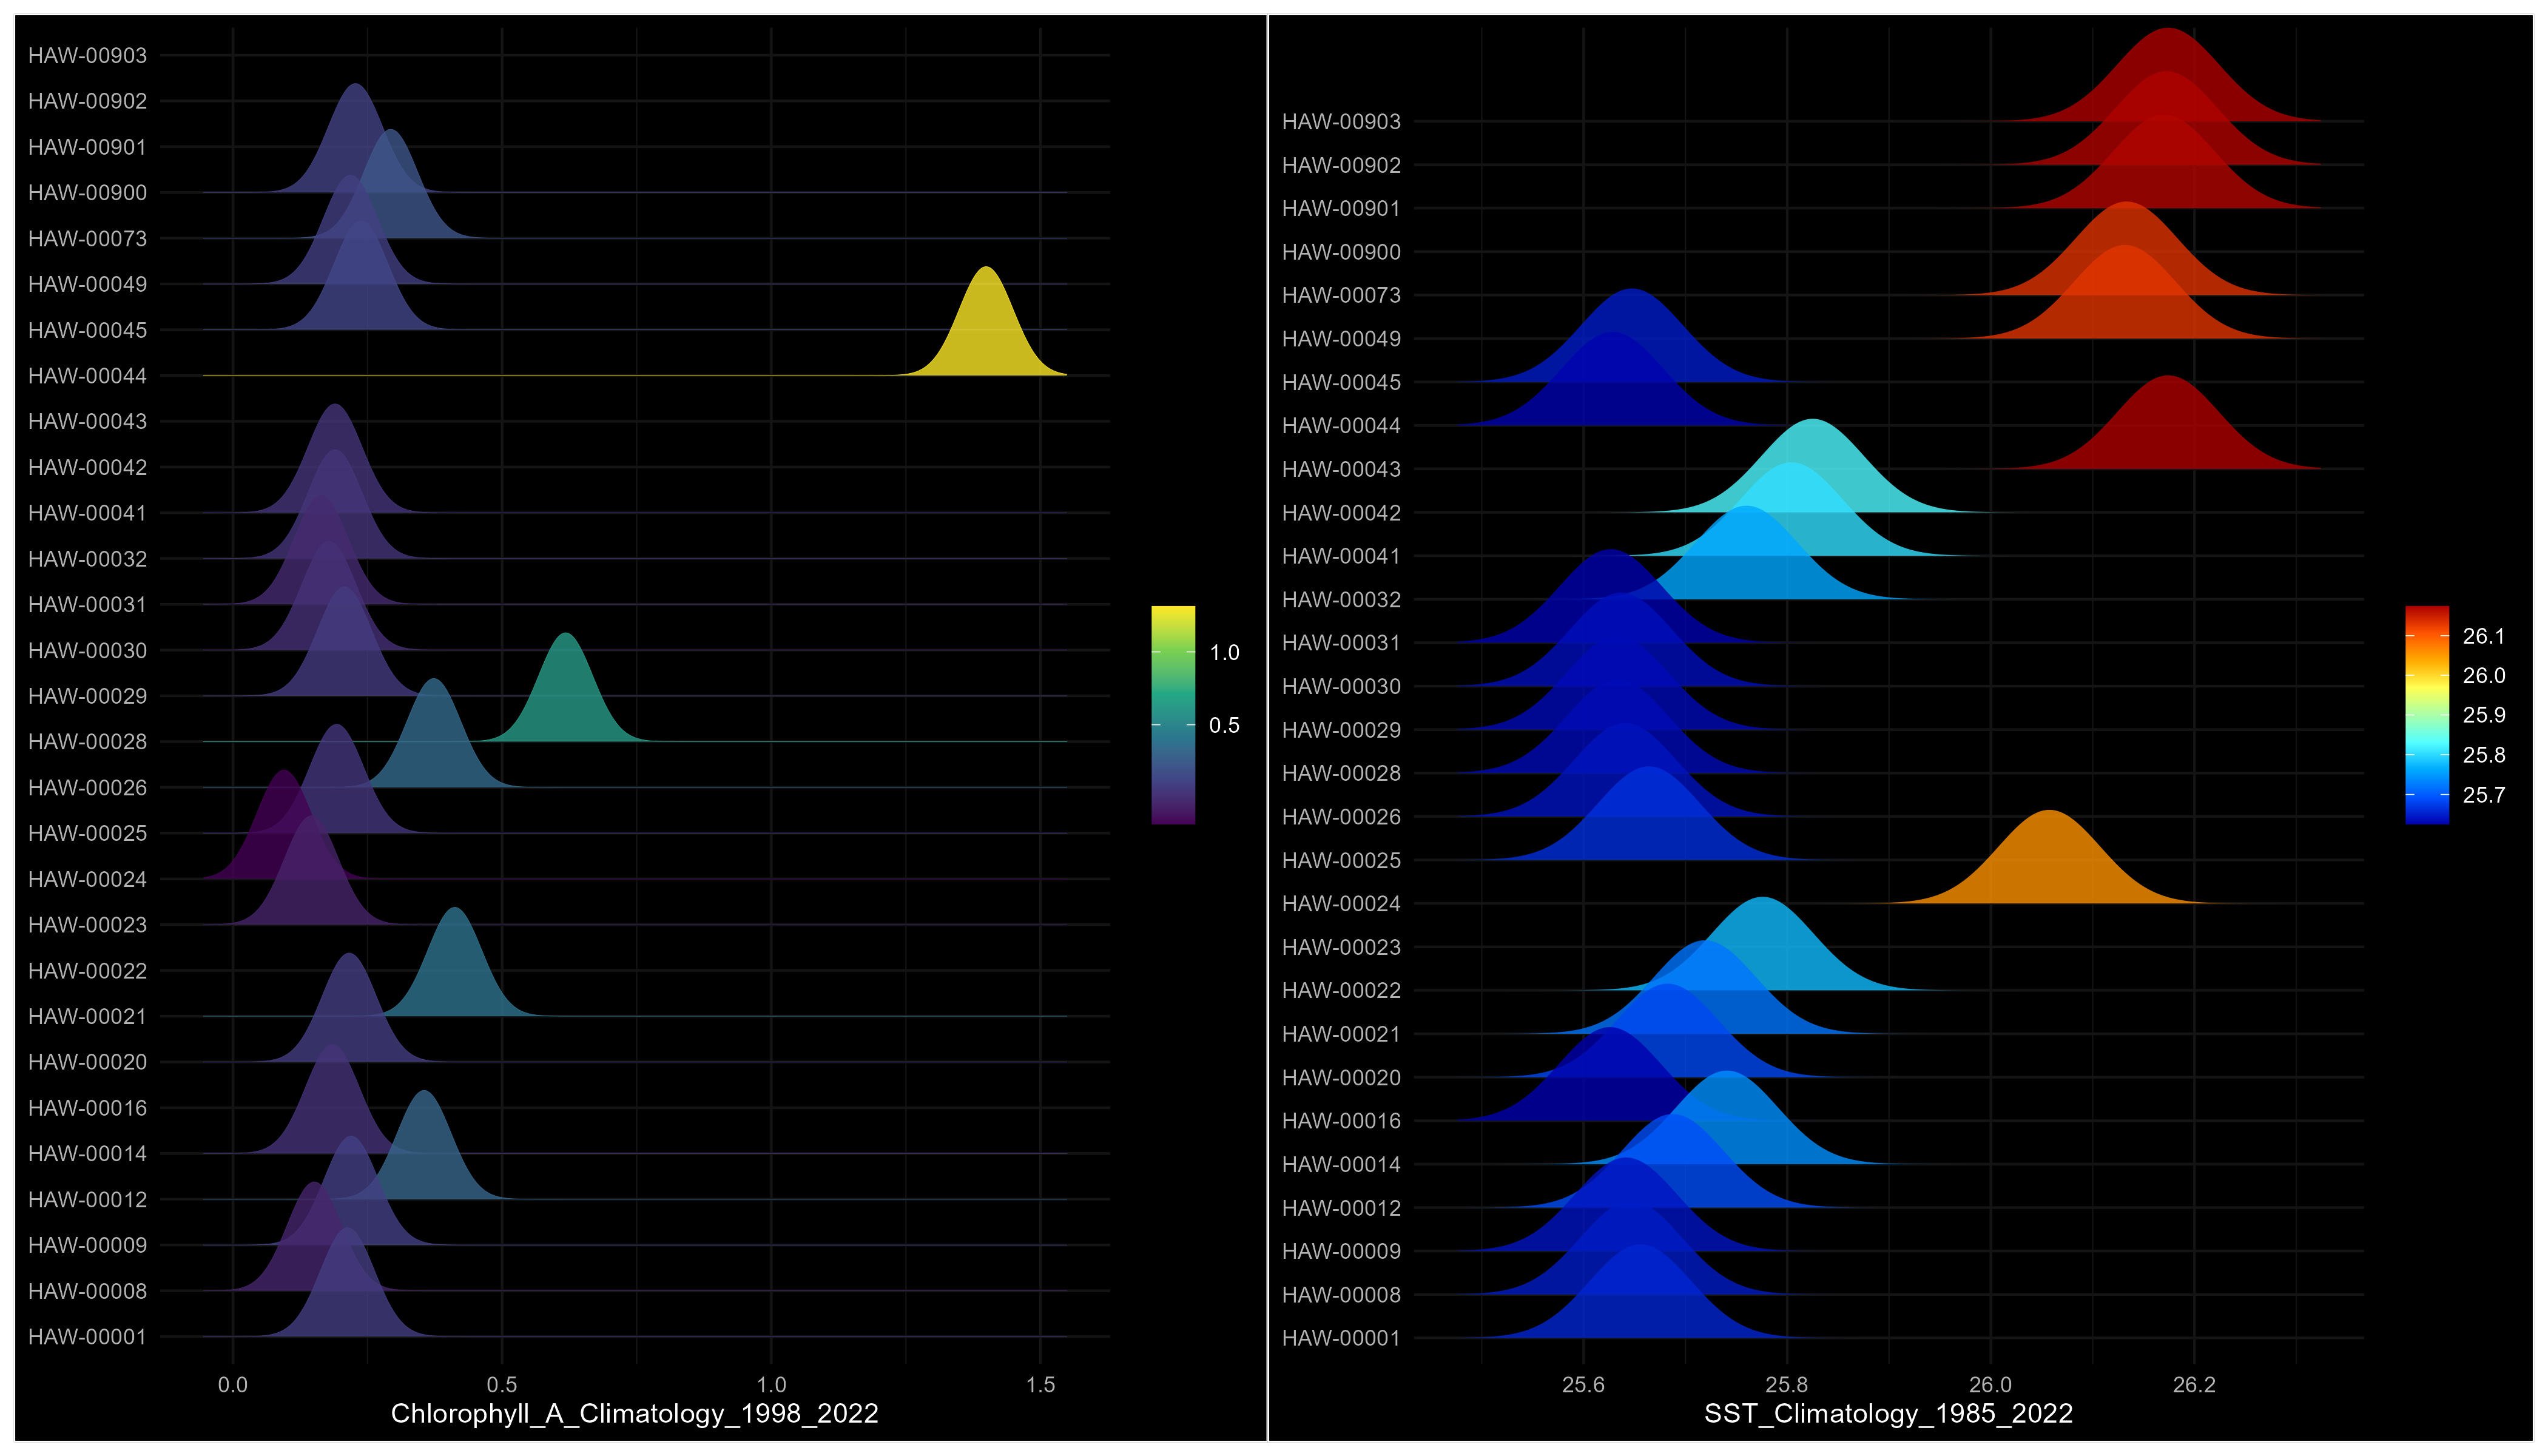 HAW-00903
HAW-00902
HAW-00901
HAW-00900
HAW-00073
HAW-00049
HAW-00045
HAW-00044
HAW-00043
HAW-00042
HAW-00041
HAW-00032
HAW-00031
HAW-00030
HAW-00029
HAW-00028
HAW-00026
HAW-00025
HAW-00024
HAW-00023
HAW-00022
HAW-00021
HAW-00020
HAW-00016
HAW-00014
HAW-00012
HAW-00009
HAW-00008
HAW-00001
0.0 0.5 1.0 1.5
Chlorophyll_A_Climatology_1998_2022
1.0
0.5
HAW-00903
HAW-00902
HAW-00901
HAW-00900
HAW-00073
HAW-00049
HAW-00045
HAW-00044
HAW-00043
HAW-00042
HAW-00041
HAW-00032
HAW-00031
HAW-00030
HAW-00029
HAW-00028
HAW-00026
HAW-00025
HAW-00024
HAW-00023
HAW-00022
HAW-00021
HAW-00020
HAW-00016
HAW-00014
HAW-00012
HAW-00009
HAW-00008
HAW-00001
25.6 25.8 26.0 26.2
SST_Climatology_1985_2022
26.1
26.0
25.9
25.8
25.7